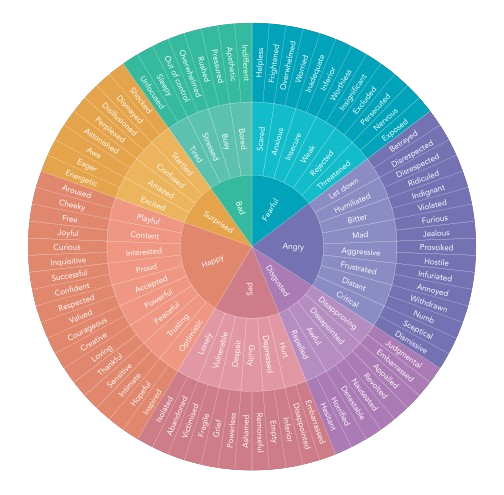 Fearful
Angry
Disgusted
Sad
Happy
Surprised
Bad
Scared
Anxious
Insecure
Weak
Rejected
Threatened
Let down
Humiliated
Bitter
Mad
Aggressive
Frustrated
Distant
Critical
Disapproving
Disappointed
Awful
Repelled
Hurt
Depressed
Guilty
Despair
Vulnerable
Lonely
Optimistic
Trusting
Peaceful
Powerful
Accepted
Proud
Interested
Content
Playful
Excited
Amazed
Confused
Startled
Tired
Stressed
Busy
Bored
Helpless
Frightened
Overwhelmed
Worried
Inadequate
Inferior
Worthless
Insignificant
Excluded
Persecuted
Nervous
Exposed
Betrayed
Disrespected
Disrespected
Ridiculed
Indignant
Violated
Furious
Jealous
Provoked
Hostile
Infuriated
Annoyed
Withdrawn
Numb
Sceptical
Dismissive
Judgmental
Embarrassed
Appalled
Revolted
Nauseated
Detestable
Horrified
Hesitant
Embarrassed
Disappointed
Inferior
Empty
Remorseful
Ashamed
Powerless
Grief
Fragile
Victimised
Abandoned
Isolated
Inspired
Hopeful
Intimate
Sensitive
Thankful
Loving
Creative
Courageous
Valued
Respected
Confident
Successful
Inquisitive
Curious
Joyful
Free
Cheeky
Aroused
Energetic
Eager
Awe
Astonished
Perplexed
Disillusioned
Dismayed
Shocked
Unfocused
Sleepy
Out of control
Overwhelmed
Rushed
Pressured
Apathetic
Indifferent